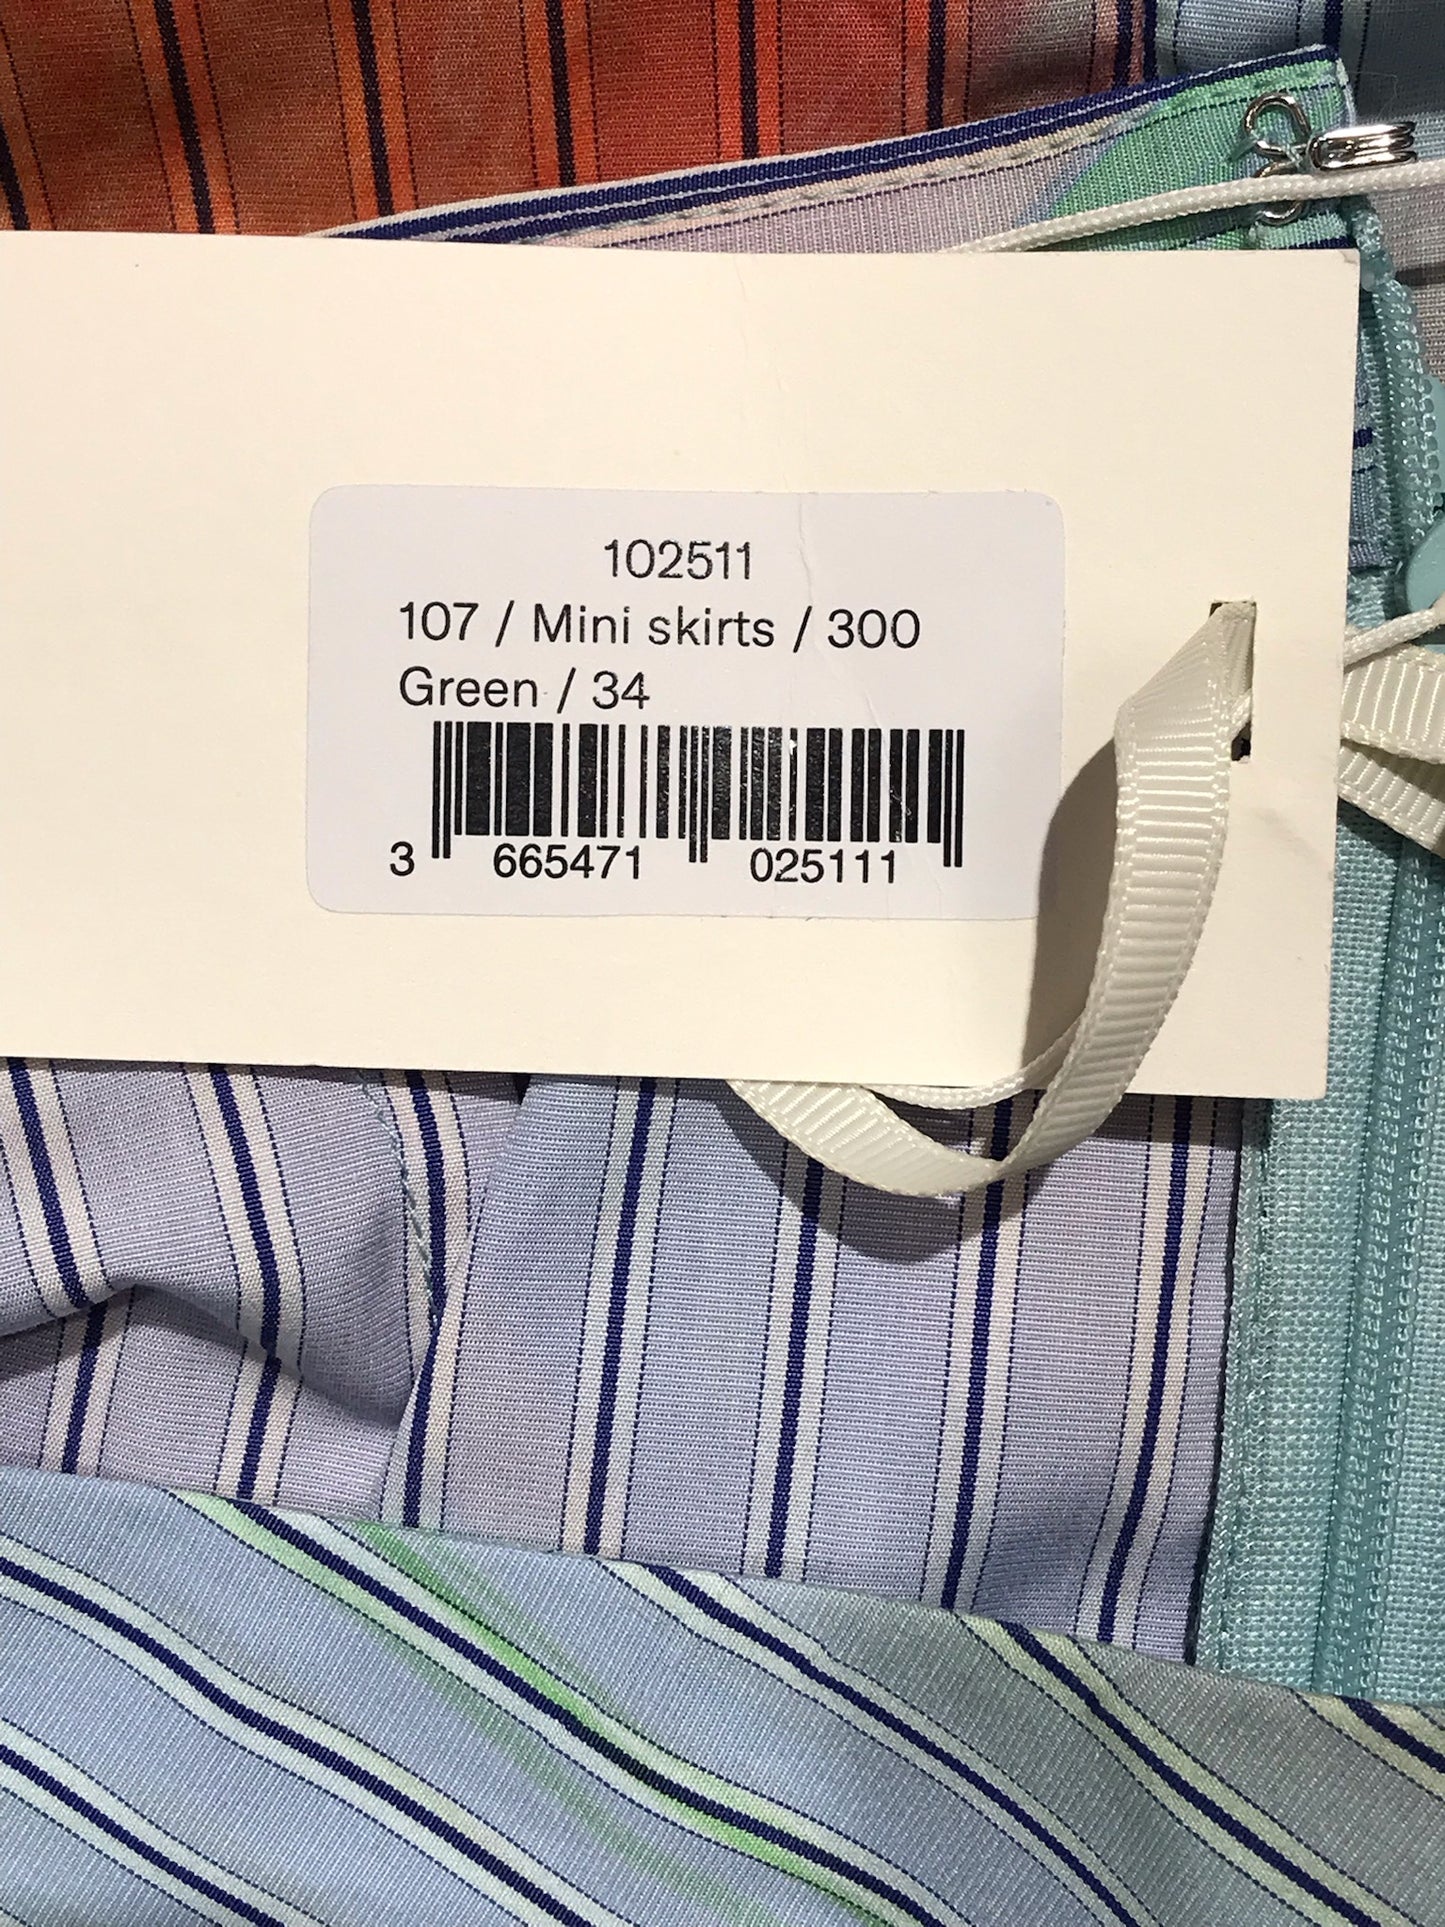 102511
107 / Mini skirts / 300
Green / 34
3 665471 025111